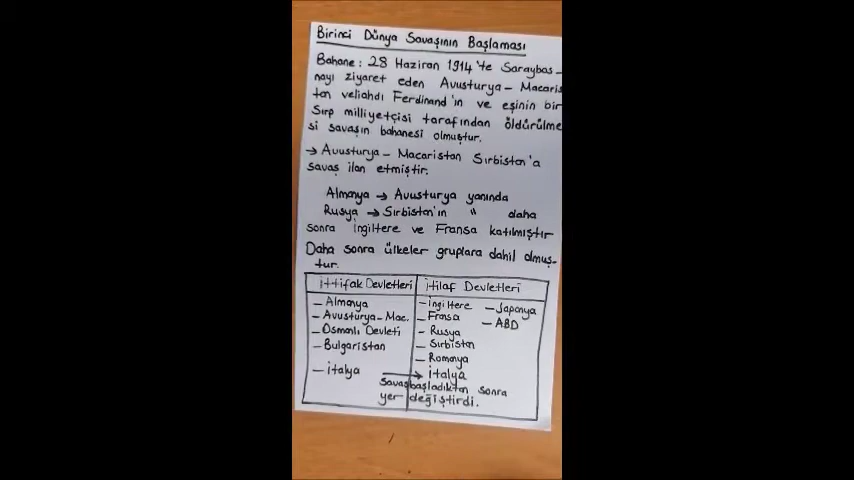 Birinci Dünya Savaşının Başlaması
Bahane: 28 Haziran 1914'te Saraybos-
nayı ziyaret eden Avusturya - Macaris
tan veliahdı Ferdinand'ın ve eşinin bir
Sırp milliyetçisi tarafından öldürülme
si savaşın bahanesi olmuştur.
→ Avusturya - Macaristan Sırbistan'a
savaş ilan etmiştir.
Almanya → Avusturya yanında
Rusya → Sırbistan'ın " daha
sonra İngiltere ve Fransa katılmıştır
Daha sonra ülkeler gruplara dahil olmuş-
tur.
İttifak Devletleri
- Almanya
- Avusturya - Mac.
- Osmanlı Devleti
- Bulgaristan
- İtalya →
İtilaf Devletleri
- İngiltere - Japonya
- Fransa - ABD
- Rusya
- Sırbistan
- Romanya
İtalya
savaş başladıktan sonra
yer değiştirdi.